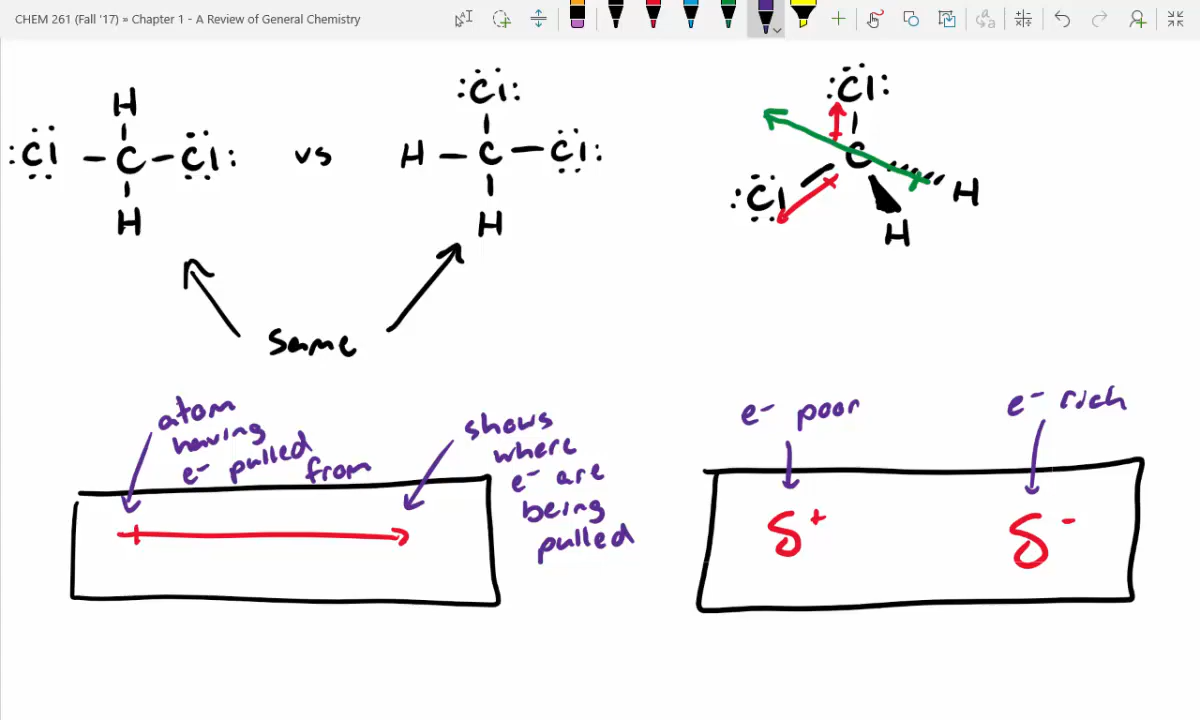 CHEM 261 (Fall '17) » Chapter 1 - A Review of General Chemistry
H
:Cl - C - Cl:
H
vs
:Cl:
H - C - Cl:
H
:Cl:
C
:Cl
H
H
Same
atom
having
e- pulled
from
shows
where
e- are
being
pulled
e- poor
e- rich
δ+
δ-